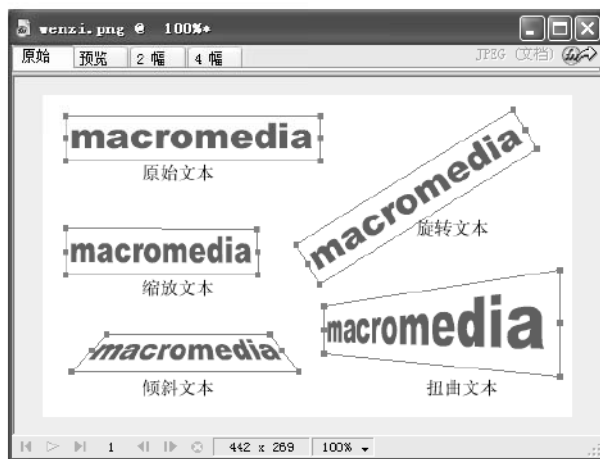 wenzi.png @ 100%*
原始 预览 2 幅 4 幅 JPEG (文档)
macromedia
原始文本
macromedia
旋转文本
macromedia
缩放文本
macromedia
扭曲文本
macromedia
倾斜文本
1 442 x 269 100%